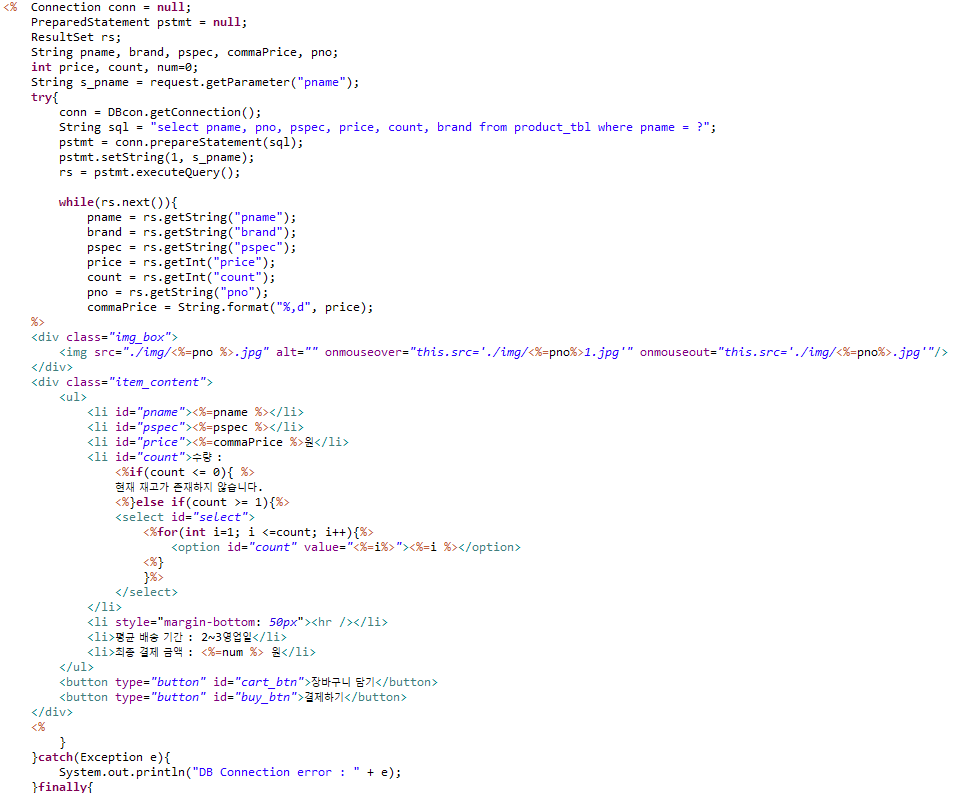 <%  Connection conn = null;
    PreparedStatement pstmt = null;
    ResultSet rs;
    String pname, brand, pspec, commaPrice, pno;
    int price, count, num=0;
    String s_pname = request.getParameter("pname");
    try{
        conn = DBcon.getConnection();
        String sql = "select pname, pno, pspec, price, count, brand from product_tbl where pname = ?";
        pstmt = conn.prepareStatement(sql);
        pstmt.setString(1, s_pname);
        rs = pstmt.executeQuery();

        while(rs.next()){
            pname = rs.getString("pname");
            brand = rs.getString("brand");
            pspec = rs.getString("pspec");
            price = rs.getInt("price");
            count = rs.getInt("count");
            pno = rs.getString("pno");
            commaPrice = String.format("%,d", price);
    %>
    <div class="img_box">
        <img src="./img/<%=pno %>.jpg" alt="" onmouseover="this.src='./img/<%=pno%>1.jpg'" onmouseout="this.src='./img/<%=pno%>.jpg'"/>
    </div>
    <div class="item_content">
        <ul>
            <li id="pname"><%=pname %></li>
            <li id="pspec"><%=pspec %></li>
            <li id="price"><%=commaPrice %>원</li>
            <li id="count">수량 :
                <%if(count <= 0){ %>
                현재 재고가 존재하지 않습니다.
                <%}else if(count >= 1){%>
                <select id="select">
                    <%for(int i=1; i <=count; i++){%>
                        <option id="count" value="<%=i%>"><%=i %></option>
                    <%}
                    }%>
                </select>
            </li>
            <li style="margin-bottom: 50px"><hr /></li>
            <li>평균 배송 기간 : 2~3영업일</li>
            <li>최종 결제 금액 : <%=num %> 원</li>
        </ul>
        <button type="button" id="cart_btn">장바구니 담기</button>
        <button type="button" id="buy_btn">결제하기</button>
    </div>
    <%
        }
    }catch(Exception e){
        System.out.println("DB Connection error : " + e);
    }finally{